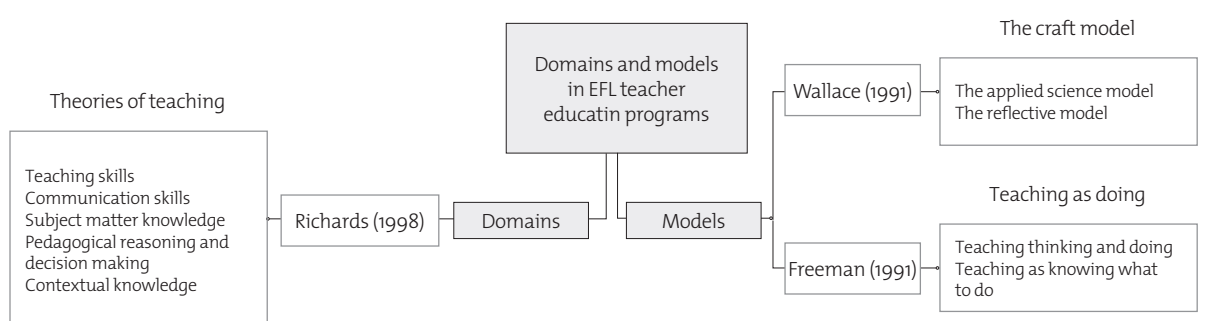 Domains and models
in EFL teacher
educatin programs
Theories of teaching
Teaching skills
Communication skills
Subject matter knowledge
Pedagogical reasoning and
decision making
Contextual knowledge
Richards (1998)
Domains
Models
Wallace (1991)
The craft model
The applied science model
The reflective model
Freeman (1991)
Teaching as doing
Teaching thinking and doing
Teaching as knowing what
to do